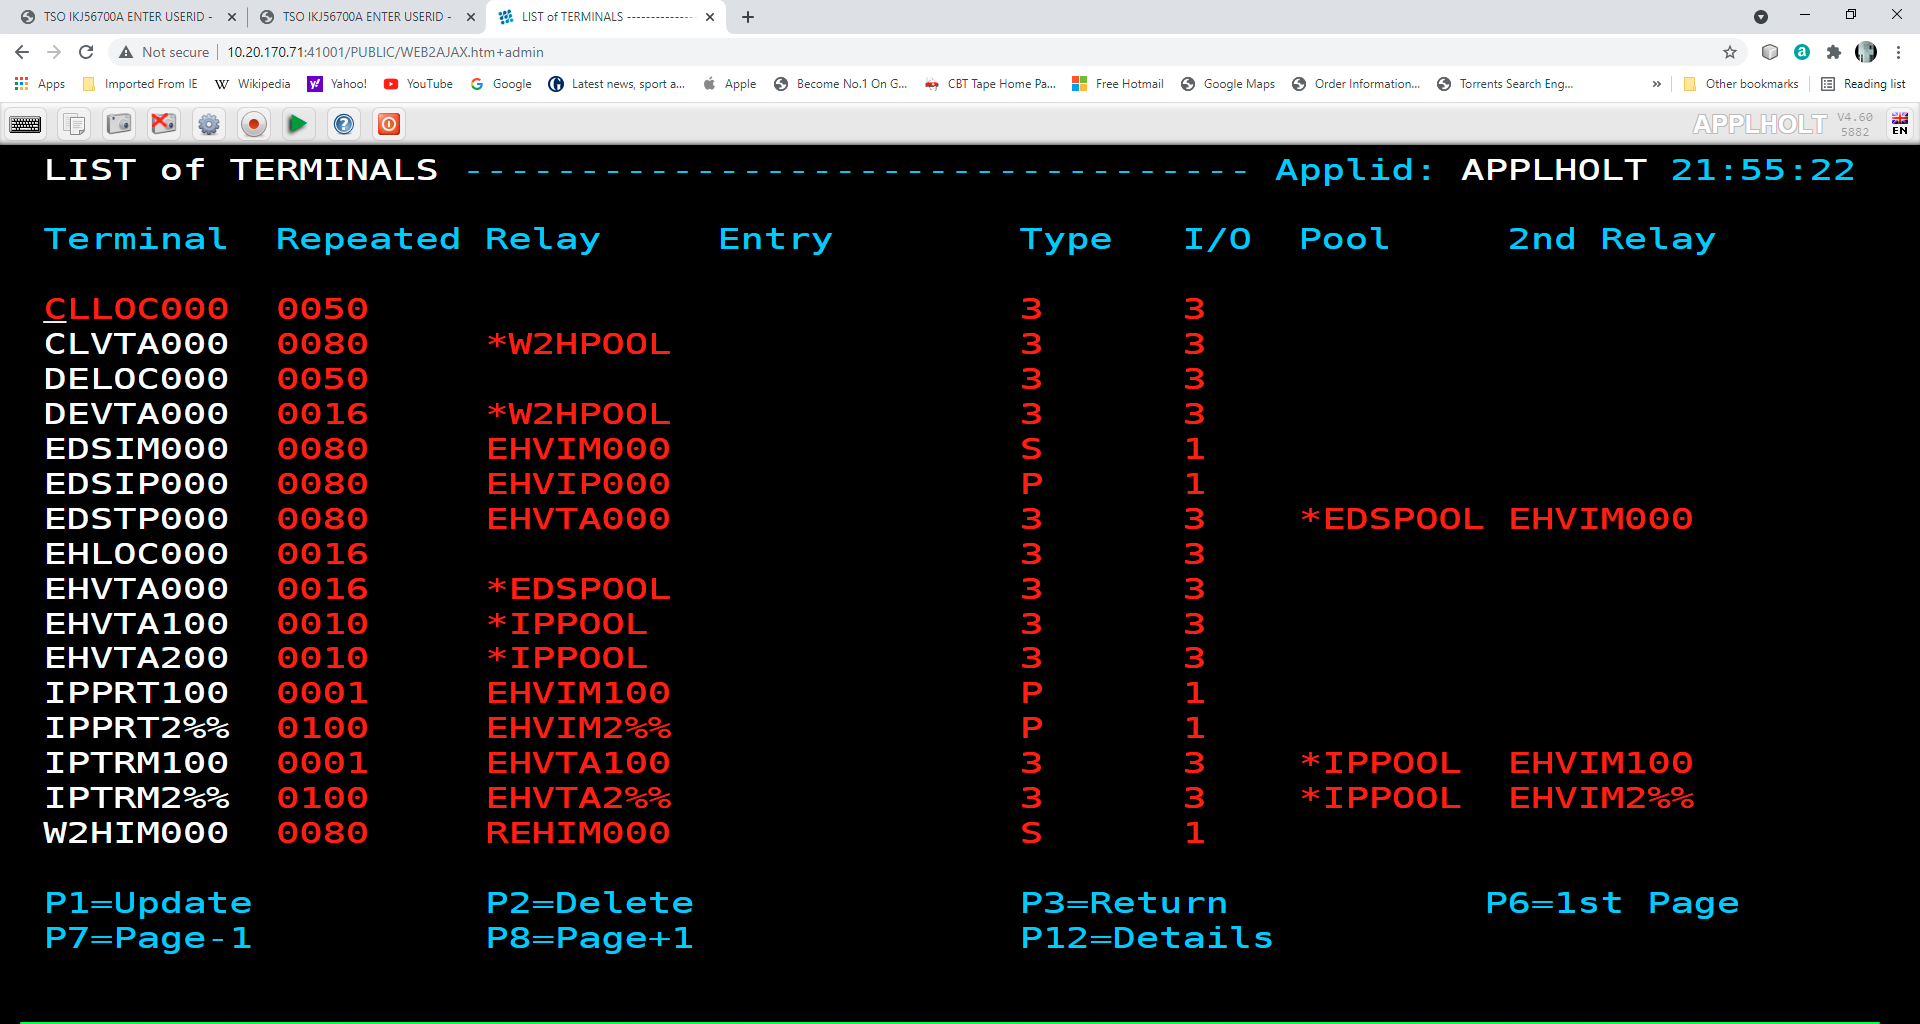 TSO IKJ56700A ENTER USERID - TSO IKJ56700A ENTER USERID - LIST of TERMINALS --------------
Not secure 10.20.170.71:41001/PUBLIC/WEB2AJAX.htm+admin
Apps Imported From IE Wikipedia Yahoo! YouTube Google Latest news, sport a... Apple Become No.1 On G... CBT Tape Home Pa... Free Hotmail Google Maps Order Information... Torrents Search Eng... » Other bookmarks Reading list
APPLHOLT V4.60 5882 EN
LIST of TERMINALS ---------------------------------- Applid: APPLHOLT 21:55:22
Terminal Repeated Relay Entry Type I/O Pool 2nd Relay
CLLOC000 0050 3 3
CLVTA000 0080 *W2HPOOL 3 3
DELOC000 0050 3 3
DEVTA000 0016 *W2HPOOL 3 3
EDSIM000 0080 EHVIM000 S 1
EDSIP000 0080 EHVIP000 P 1
EDSTP000 0080 EHVTA000 3 3 *EDSPOOL EHVIM000
EHLOC000 0016 3 3
EHVTA000 0016 *EDSPOOL 3 3
EHVTA100 0010 *IPPOOL 3 3
EHVTA200 0010 *IPPOOL 3 3
IPPRT100 0001 EHVIM100 P 1
IPPRT2%% 0100 EHVIM2%% P 1
IPTRM100 0001 EHVTA100 3 3 *IPPOOL EHVIM100
IPTRM2%% 0100 EHVTA2%% 3 3 *IPPOOL EHVIM2%%
W2HIM000 0080 REHIM000 S 1
P1=Update P2=Delete P3=Return P6=1st Page
P7=Page-1 P8=Page+1 P12=Details